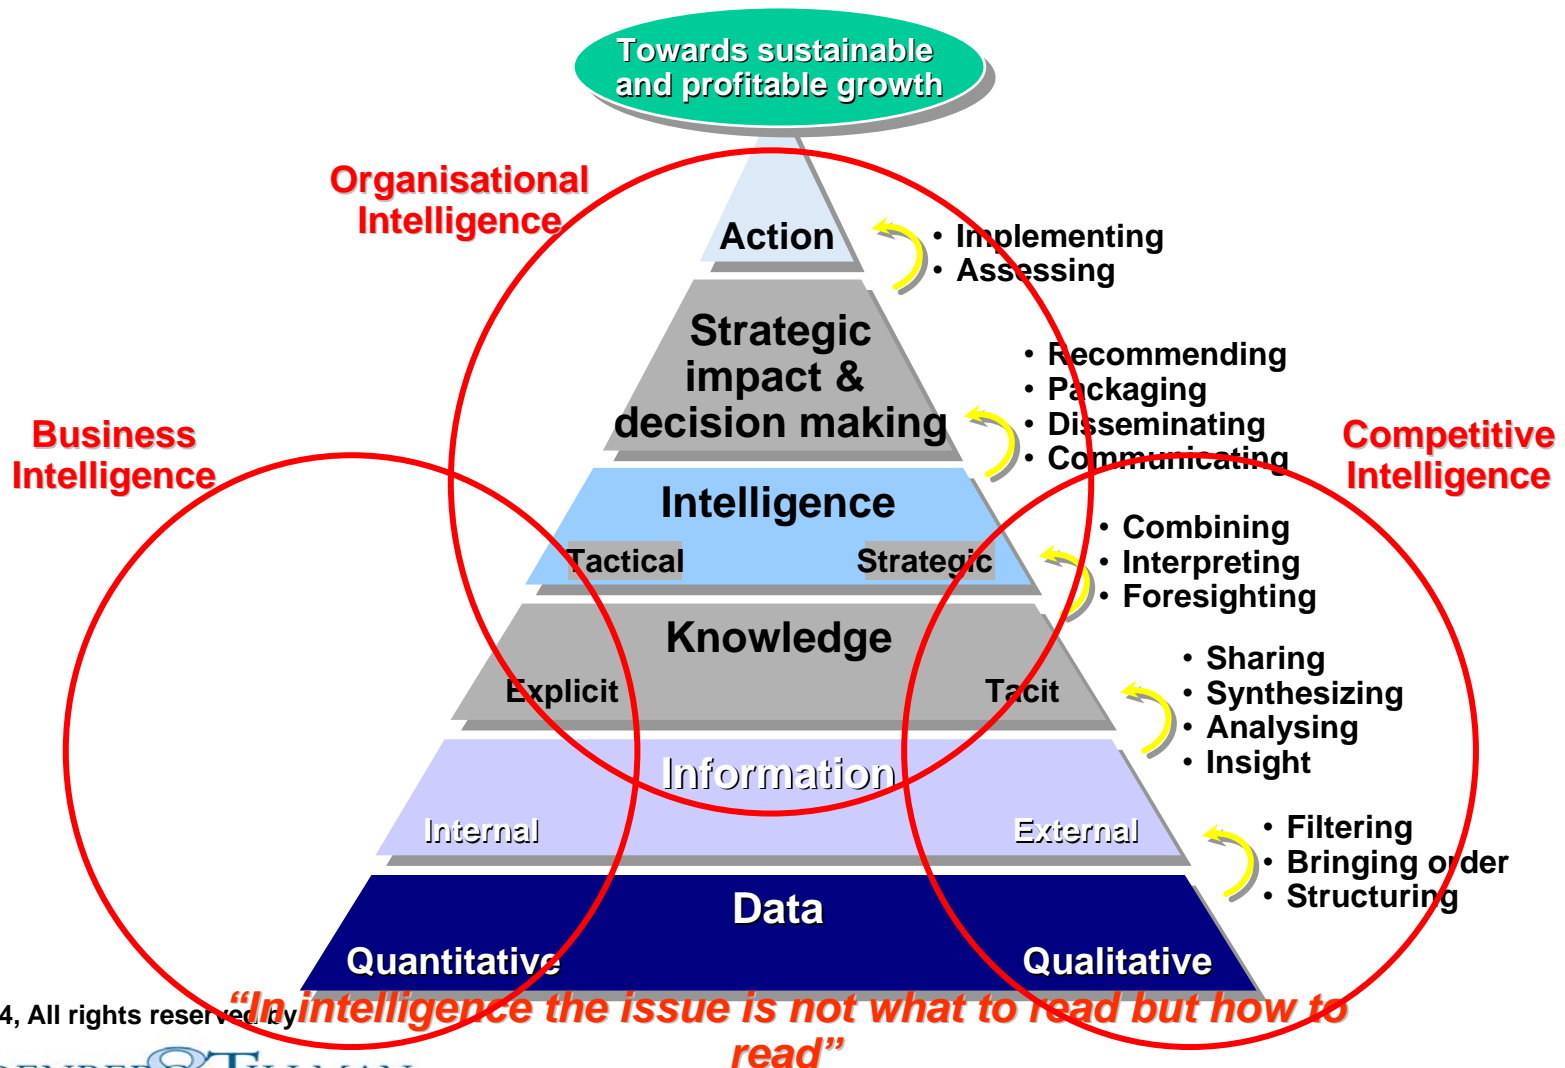 Towards sustainable
and profitable growth
Organisational
Intelligence
Action
• Implementing
• Assessing
Strategic
impact &
decision making
• Recommending
• Packaging
• Disseminating
• Communicating
Business
Intelligence
Competitive
Intelligence
Intelligence
Tactical
Strategic
• Combining
• Interpreting
• Foresighting
Knowledge
Explicit
Tacit
• Sharing
• Synthesizing
• Analysing
• Insight
Information
Internal
External
• Filtering
• Bringing order
• Structuring
Data
Quantitative
Qualitative
4, All rights reserved by
“In intelligence the issue is not what to read but how to
read”